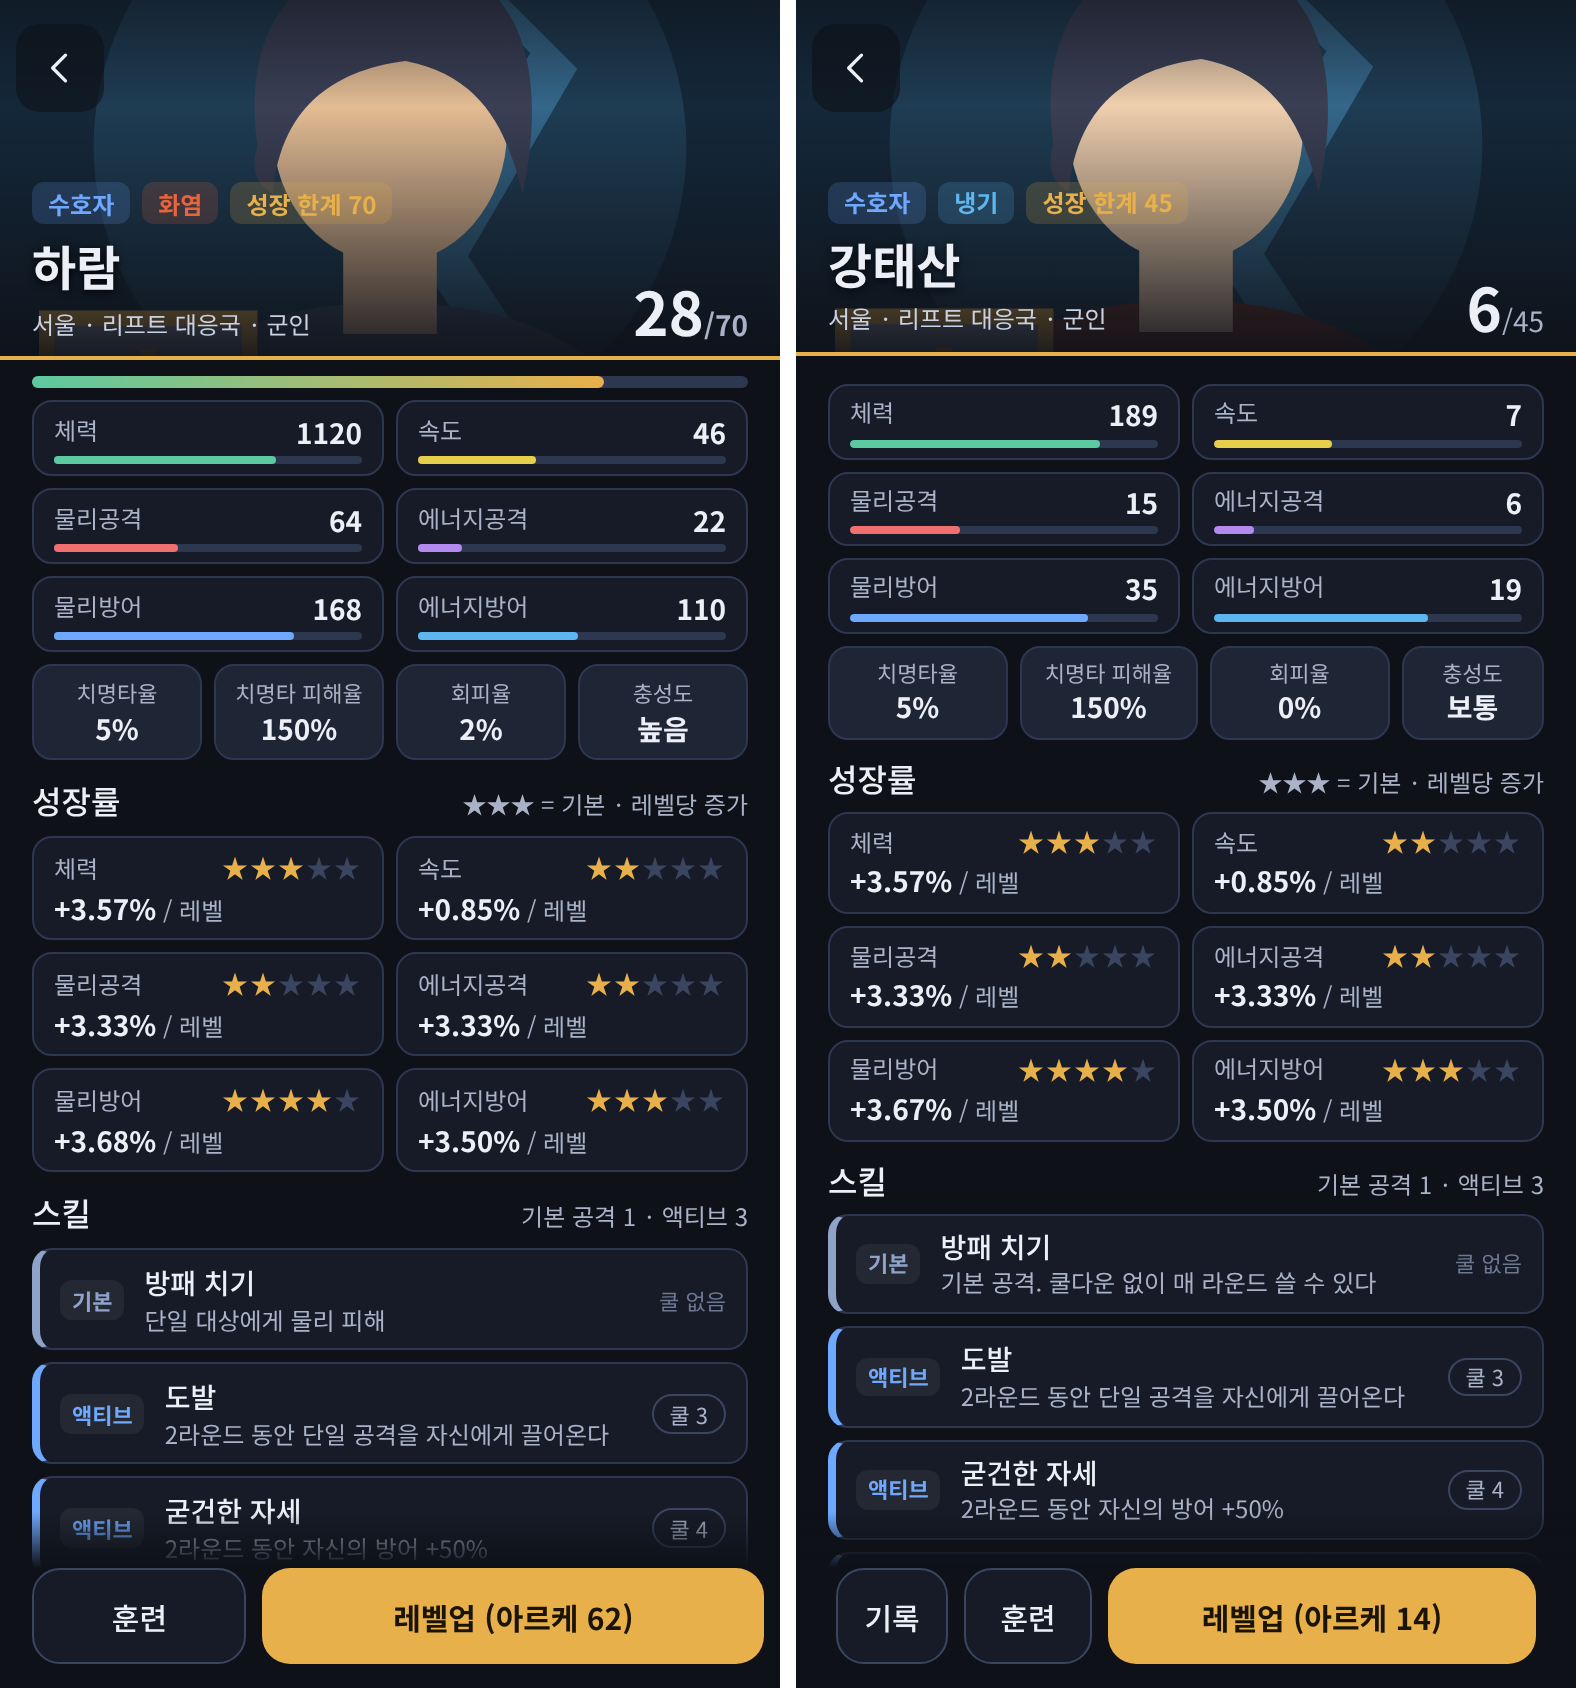 수호자 화염 성장 한계 70
하람
서울 · 리프트 대응국 · 군인
28/70
체력 1120
속도 46
물리공격 64
에너지공격 22
물리방어 168
에너지방어 110
치명타율
5%
치명타 피해율
150%
회피율
2%
충성도
높음
성장률
★★★ = 기본 · 레벨당 증가
체력 ★★★★★
+3.57% / 레벨
속도 ★★★★★
+0.85% / 레벨
물리공격 ★★★★★
+3.33% / 레벨
에너지공격 ★★★★★
+3.33% / 레벨
물리방어 ★★★★★
+3.68% / 레벨
에너지방어 ★★★★★
+3.50% / 레벨
스킬
기본 공격 1 · 액티브 3
기본
방패 치기
단일 대상에게 물리 피해
쿨 없음
액티브
도발
2라운드 동안 단일 공격을 자신에게 끌어온다
쿨 3
액티브
굳건한 자세
2라운드 동안 자신의 방어 +50%
쿨 4
훈련
레벨업 (아르케 62)
수호자 냉기 성장 한계 45
강태산
서울 · 리프트 대응국 · 군인
6/45
체력 189
속도 7
물리공격 15
에너지공격 6
물리방어 35
에너지방어 19
치명타율
5%
치명타 피해율
150%
회피율
0%
충성도
보통
성장률
★★★ = 기본 · 레벨당 증가
체력 ★★★★★
+3.57% / 레벨
속도 ★★★★★
+0.85% / 레벨
물리공격 ★★★★★
+3.33% / 레벨
에너지공격 ★★★★★
+3.33% / 레벨
물리방어 ★★★★★
+3.67% / 레벨
에너지방어 ★★★★★
+3.50% / 레벨
스킬
기본 공격 1 · 액티브 3
기본
방패 치기
기본 공격. 쿨다운 없이 매 라운드 쓸 수 있다
쿨 없음
액티브
도발
2라운드 동안 단일 공격을 자신에게 끌어온다
쿨 3
액티브
굳건한 자세
2라운드 동안 자신의 방어 +50%
쿨 4
기록
훈련
레벨업 (아르케 14)